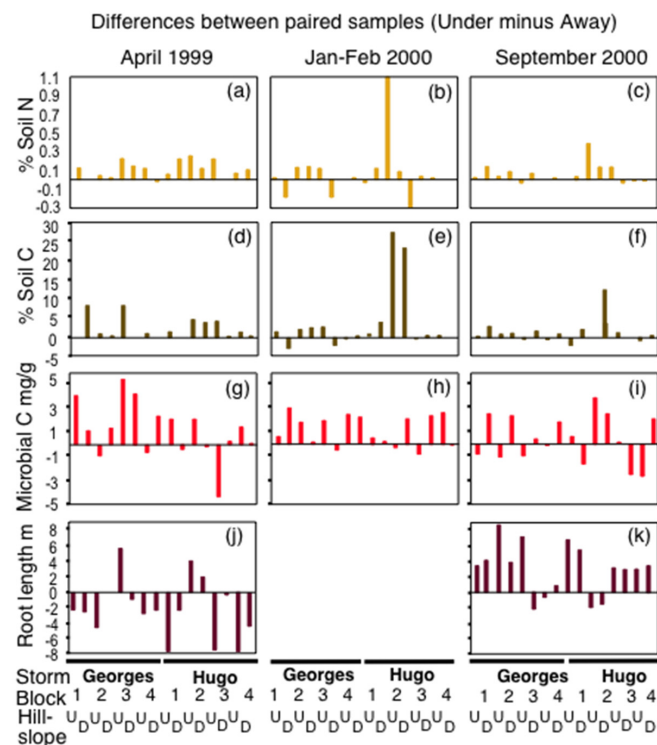 Differences between paired samples (Under minus Away)
April 1999 Jan-Feb 2000 September 2000
% Soil N
1.1
0.9
0.7
0.5
0.3
0.1
-0.1
-0.3
(a) (b) (c)
% Soil C
30
25
20
15
10
5
0
-5
(d) (e) (f)
Microbial C mg/g
5
3
1
-1
-3
-5
(g) (h) (i)
Root length m
8
6
4
2
0
-2
-4
-6
-8
(j) (k)
Storm Georges Hugo Georges Hugo Georges Hugo
Block 1 2 3 4 1 2 3 4 1 2 3 4 1 2 3 4 1 2 3 4 1 2 3 4
Hill-
slope U D U D U D U D U D U D U D U D U D U D U D U D U D U D U D U D U D U D U D U D U D U D U D U D